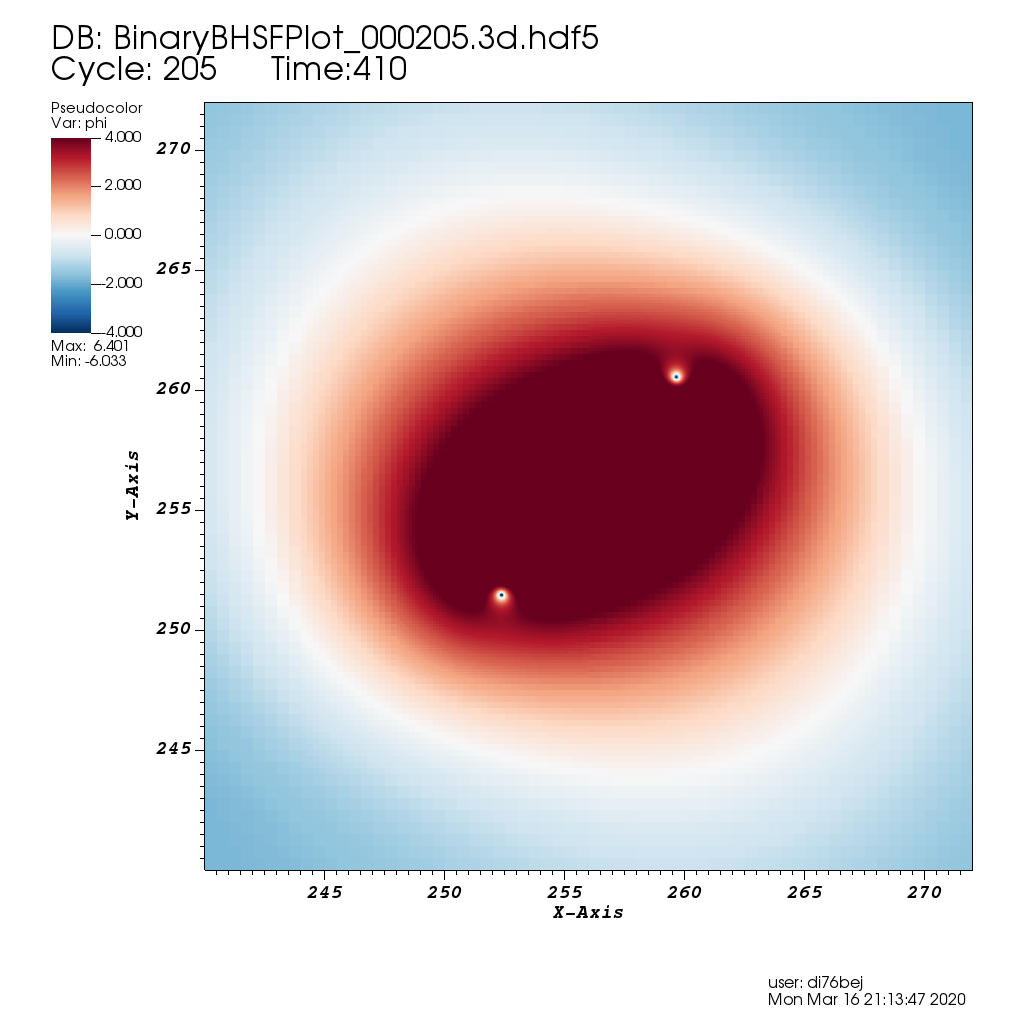 DB: BinaryBHSFPlot_000205.3d.hdf5
Cycle: 205 Time:410
Pseudocolor
Var: phi
4.000
2.000
0.000
-2.000
-4.000
Max: 6.401
Min: -6.033
270
265
260
255
250
245
Y-Axis
245 250 255 260 265 270
X-Axis
user: di76bej
Mon Mar 16 21:13:47 2020